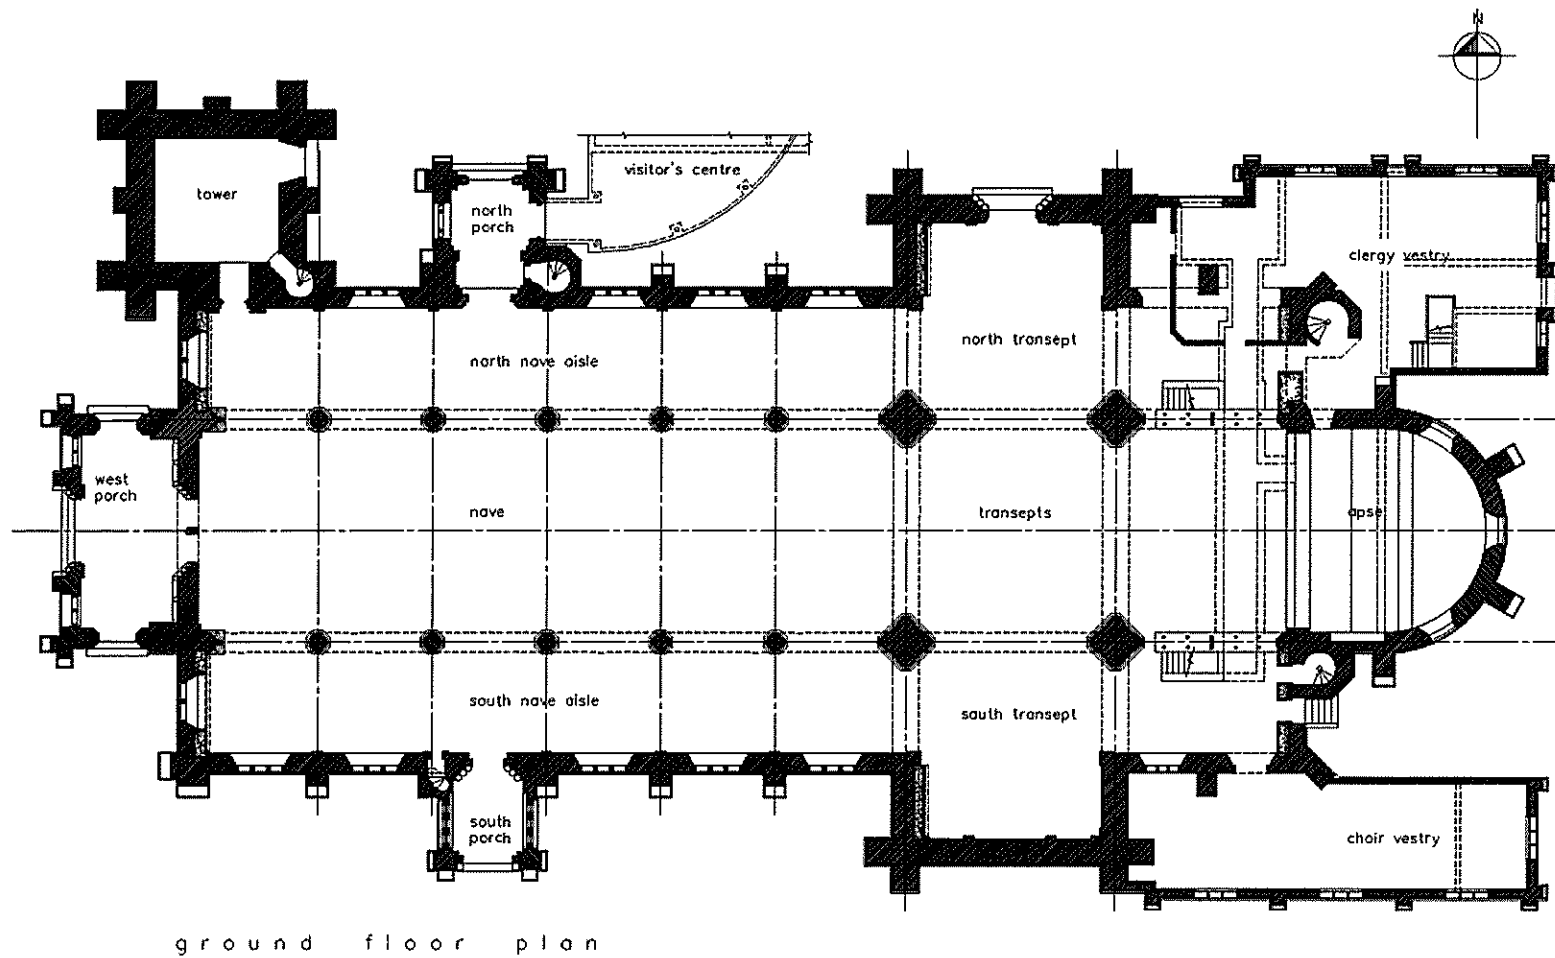 N
visitor's centre
tower
north
porch
clergy vestry
north transept
north nave aisle
west
porch
nave
transepts
apse
south nave aisle
south transept
south
porch
choir vestry
ground floor plan